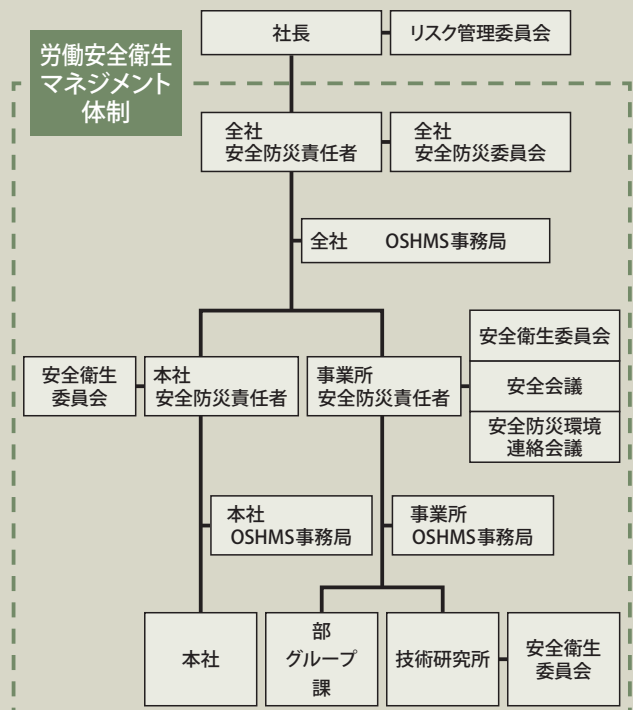 労働安全衛生
マネジメント
体制
社長
リスク管理委員会
全社
安全防災責任者
全社
安全防災委員会
全社 OSHMS事務局
安全衛生
委員会
本社
安全防災責任者
事業所
安全防災責任者
安全衛生委員会
安全会議
安全防災環境
連絡会議
本社
OSHMS事務局
事業所
OSHMS事務局
本社
部
グループ
課
技術研究所
安全衛生
委員会